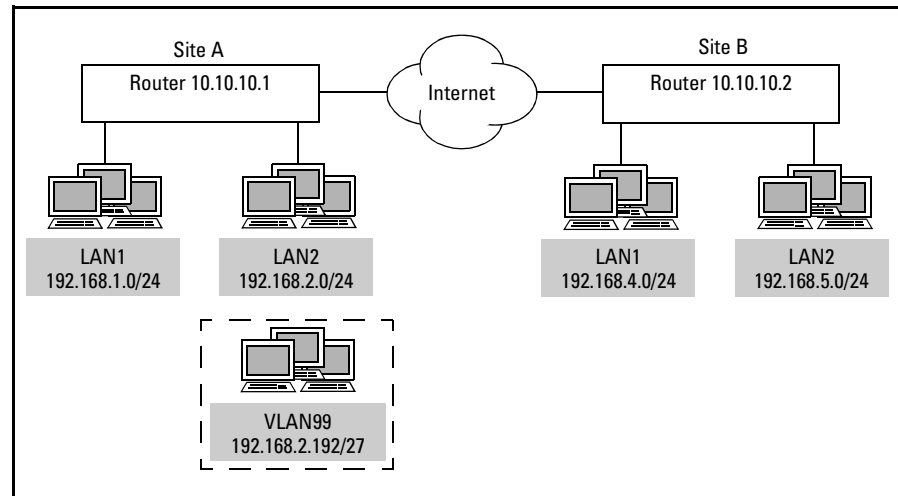 Site A
Router 10.10.10.1
Internet
Site B
Router 10.10.10.2
LAN1
192.168.1.0/24
LAN2
192.168.2.0/24
LAN1
192.168.4.0/24
LAN2
192.168.5.0/24
VLAN99
192.168.2.192/27